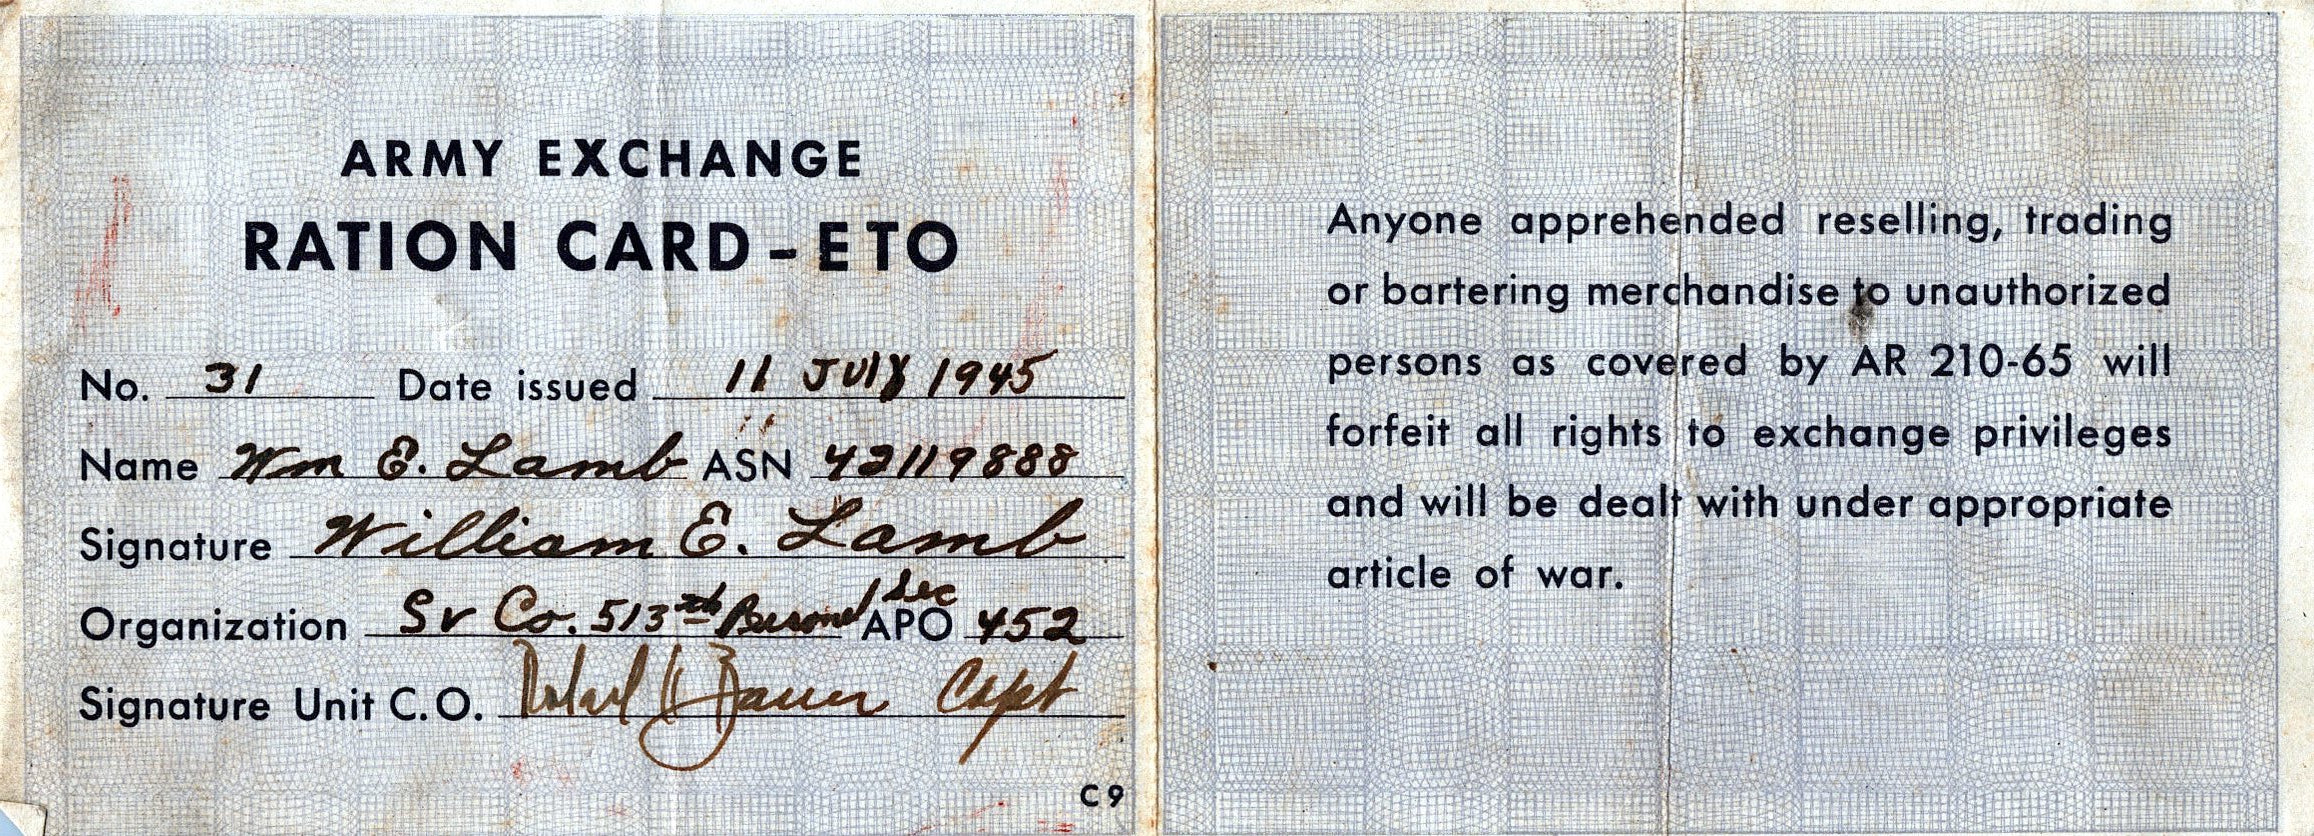 ARMY EXCHANGE
RATION CARD - ETO
No. 31 Date issued 11 JULY 1945
Name Wm E. Lamb ASN 42119888
Signature William E. Lamb
Organization Sv Co. 513th Sec APO 452
Signature Unit C.O. Bauer Capt
C9
Anyone apprehended reselling, trading
or bartering merchandise to unauthorized
persons as covered by AR 210-65 will
forfeit all rights to exchange privileges
and will be dealt with under appropriate
article of war.